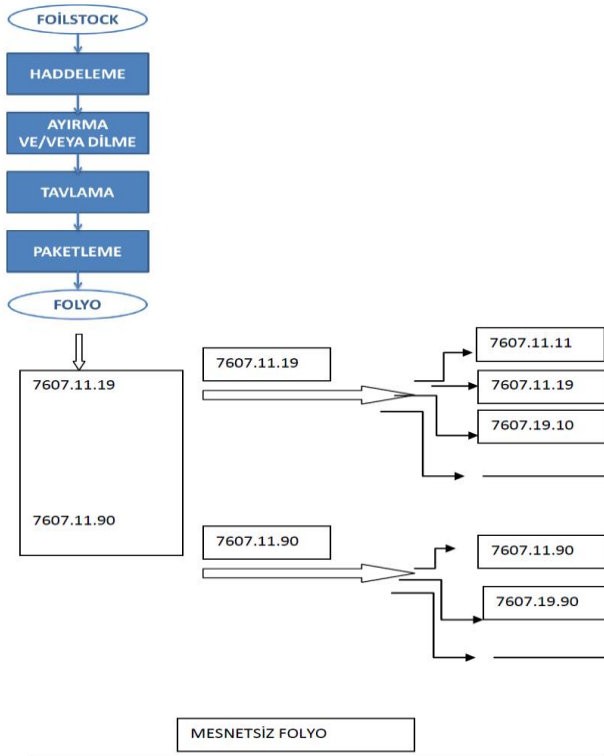 FOİLSTOCK
HADDELEME
AYIRMA
VE/VEYA DİLME
TAVLAMA
PAKETLEME
FOLYO
7607.11.19
7607.11.90
7607.11.19
7607.11.11
7607.11.19
7607.19.10
7607.11.90
7607.11.90
7607.19.90
MESNETSİZ FOLYO